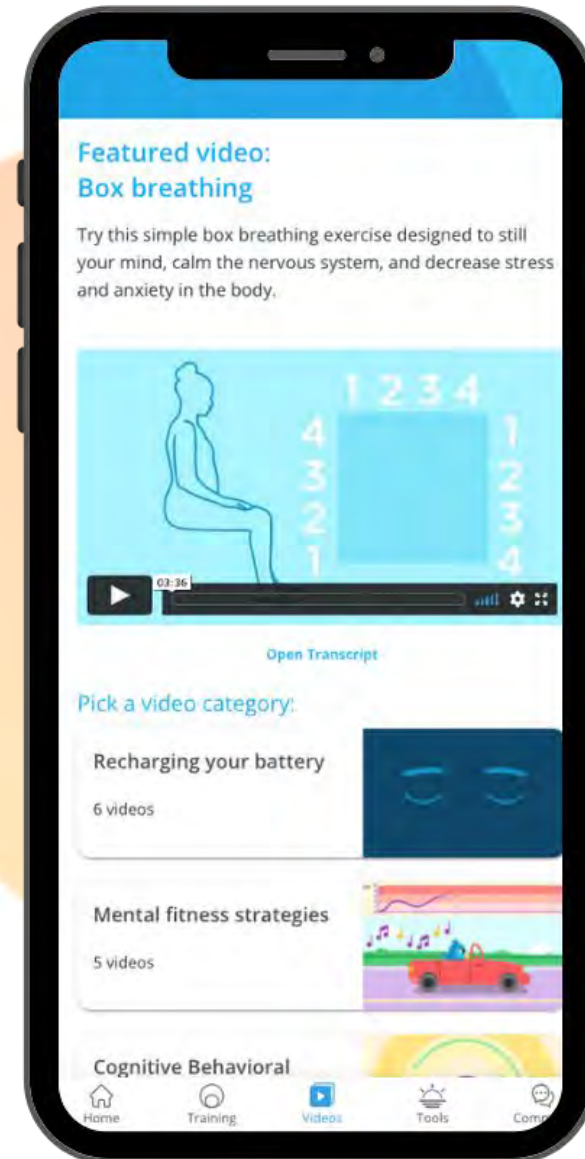 Featured video:
Box breathing
Try this simple box breathing exercise designed to still
your mind, calm the nervous system, and decrease stress
and anxiety in the body.
1 2 3 4
4 1
3 2
2 3
1 4
03:36
Open Transcript
Pick a video category:
Recharging your battery
6 videos
Mental fitness strategies
5 videos
Cognitive Behavioral
Home Training Videos Tools Comm